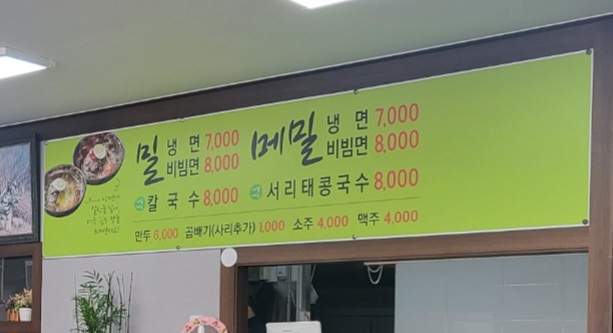 밀 냉면 7,000 메밀 냉면 7,000
비빔면 8,000 비빔면 8,000
칼국수 8,000 서리태콩국수 8,000
만두 6,000 곱배기(사리추가) 1,000 소주 4,000 맥주 4,000